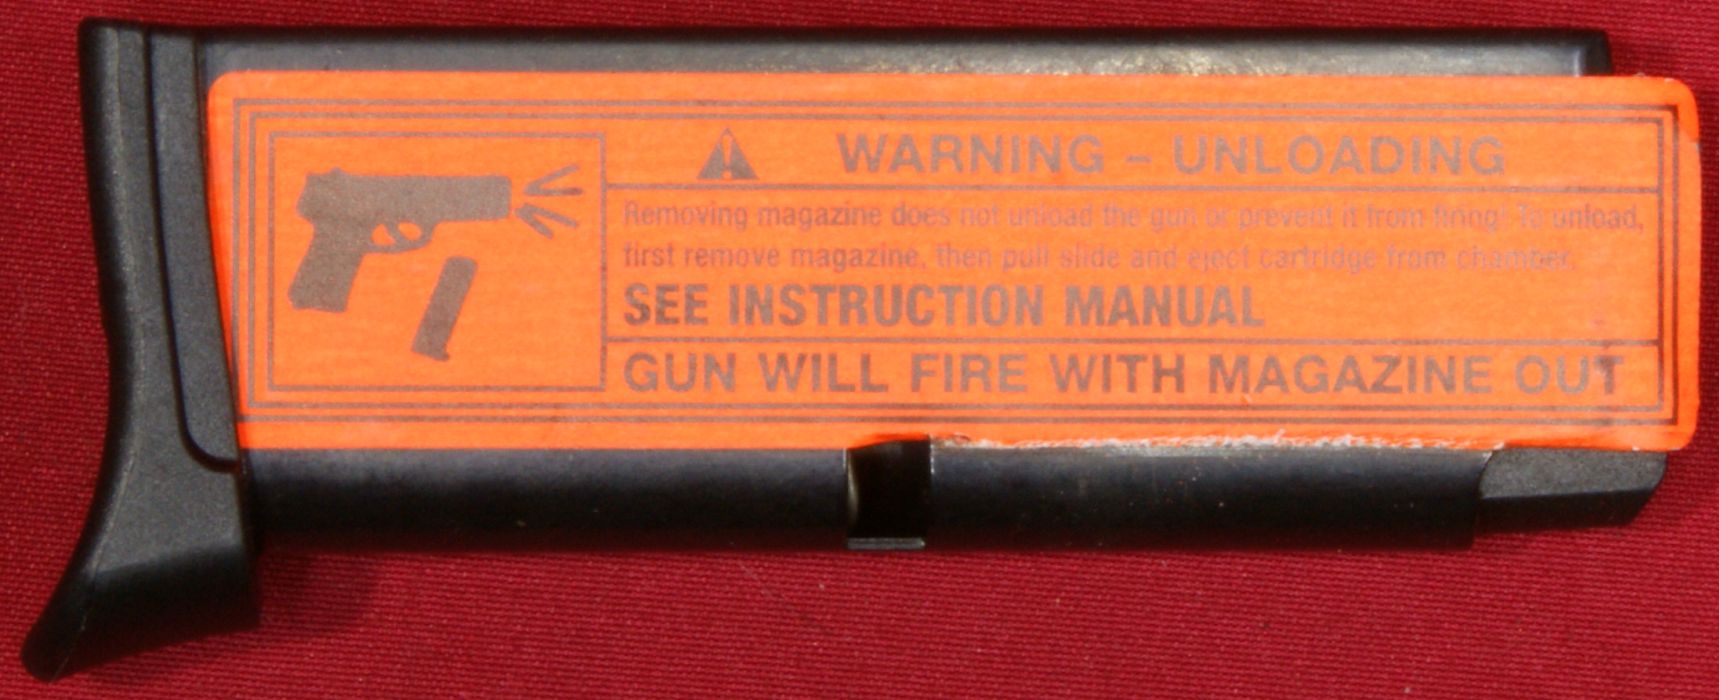 WARNING – UNLOADING
Removing magazine does not unload the gun or prevent it from firing! To unload,
first remove magazine, then pull slide and eject cartridge from chamber.
SEE INSTRUCTION MANUAL
GUN WILL FIRE WITH MAGAZINE OUT